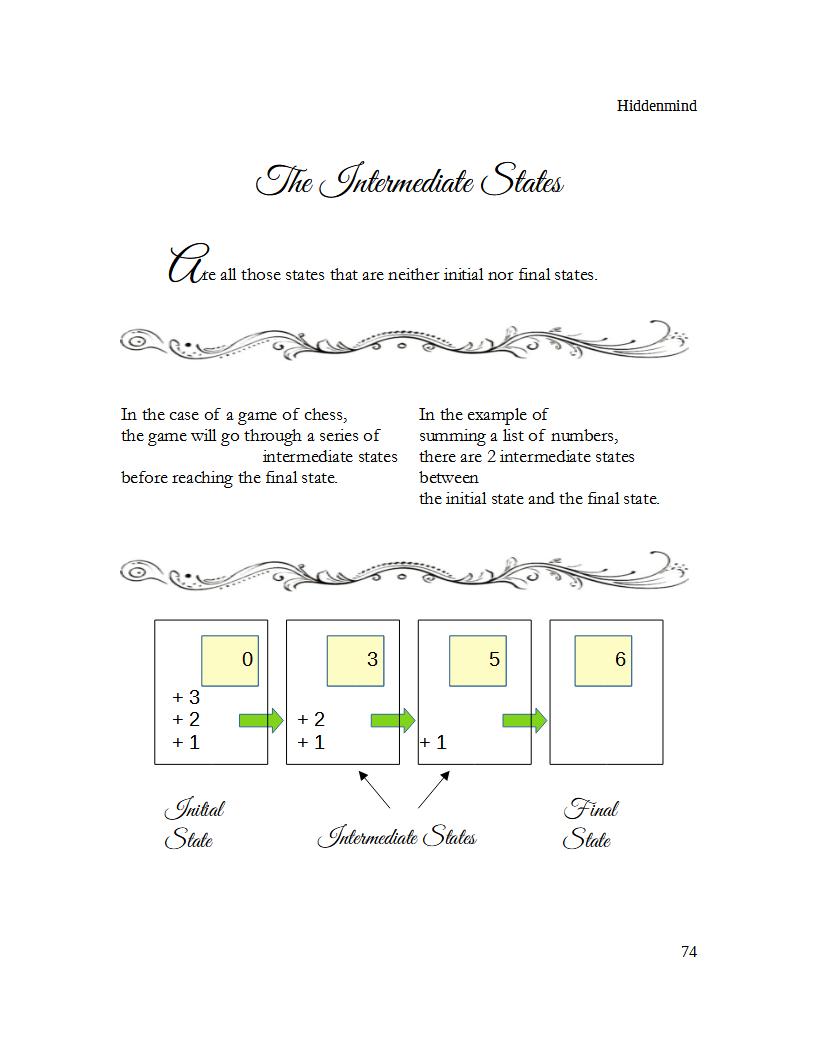 Hiddenmind
The Intermediate States
Are all those states that are neither initial nor final states.
In the case of a game of chess,
the game will go through a series of
intermediate states
before reaching the final state.
In the example of
summing a list of numbers,
there are 2 intermediate states
between
the initial state and the final state.
0
+ 3
+ 2
+ 1
3
+ 2
+ 1
5
+ 1
6
Initial
State
Intermediate States
Final
State
74